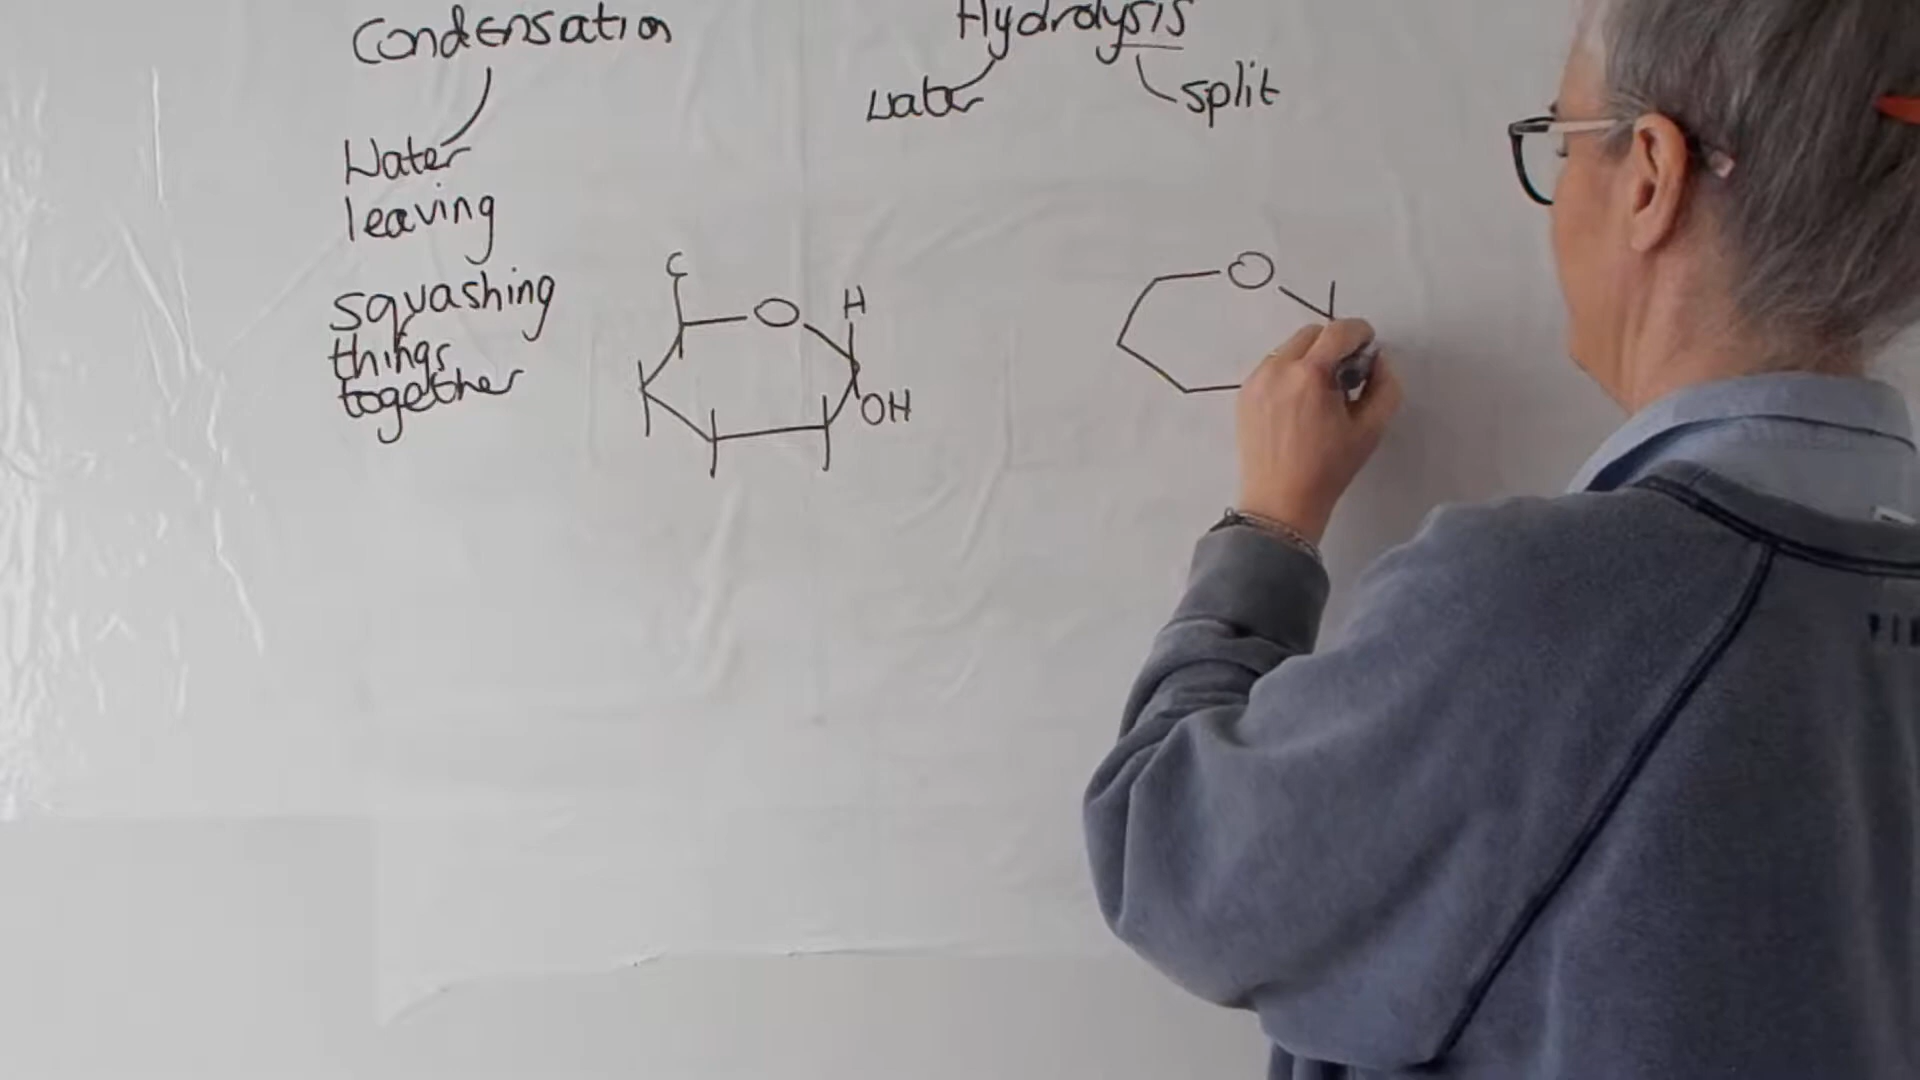 Condensation
Hydrolysis
water split
Water
leaving
squashing
things
together
C
O
H
OH
O